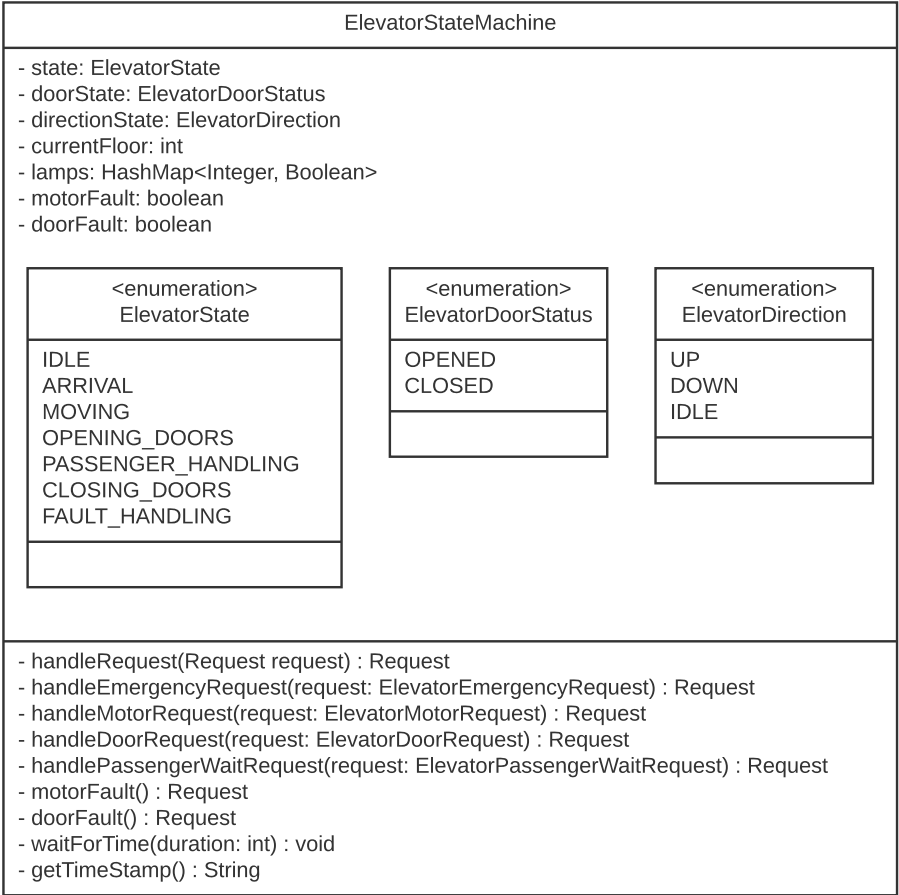 ElevatorStateMachine
- state: ElevatorState
- doorState: ElevatorDoorStatus
- directionState: ElevatorDirection
- currentFloor: int
- lamps: HashMap<Integer, Boolean>
- motorFault: boolean
- doorFault: boolean
<enumeration>
ElevatorState
IDLE
ARRIVAL
MOVING
OPENING_DOORS
PASSENGER_HANDLING
CLOSING_DOORS
FAULT_HANDLING
<enumeration>
ElevatorDoorStatus
OPENED
CLOSED
<enumeration>
ElevatorDirection
UP
DOWN
IDLE
- handleRequest(Request request) : Request
- handleEmergencyRequest(request: ElevatorEmergencyRequest) : Request
- handleMotorRequest(request: ElevatorMotorRequest) : Request
- handleDoorRequest(request: ElevatorDoorRequest) : Request
- handlePassengerWaitRequest(request: ElevatorPassengerWaitRequest) : Request
- motorFault() : Request
- doorFault() : Request
- waitForTime(duration: int) : void
- getTimeStamp() : String